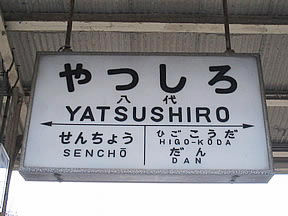 やつしろ
八代
YATSUSHIRO
せんちょう
SENCHŌ
ひごこうだ
HIGO-KŌDA
だん
DAN